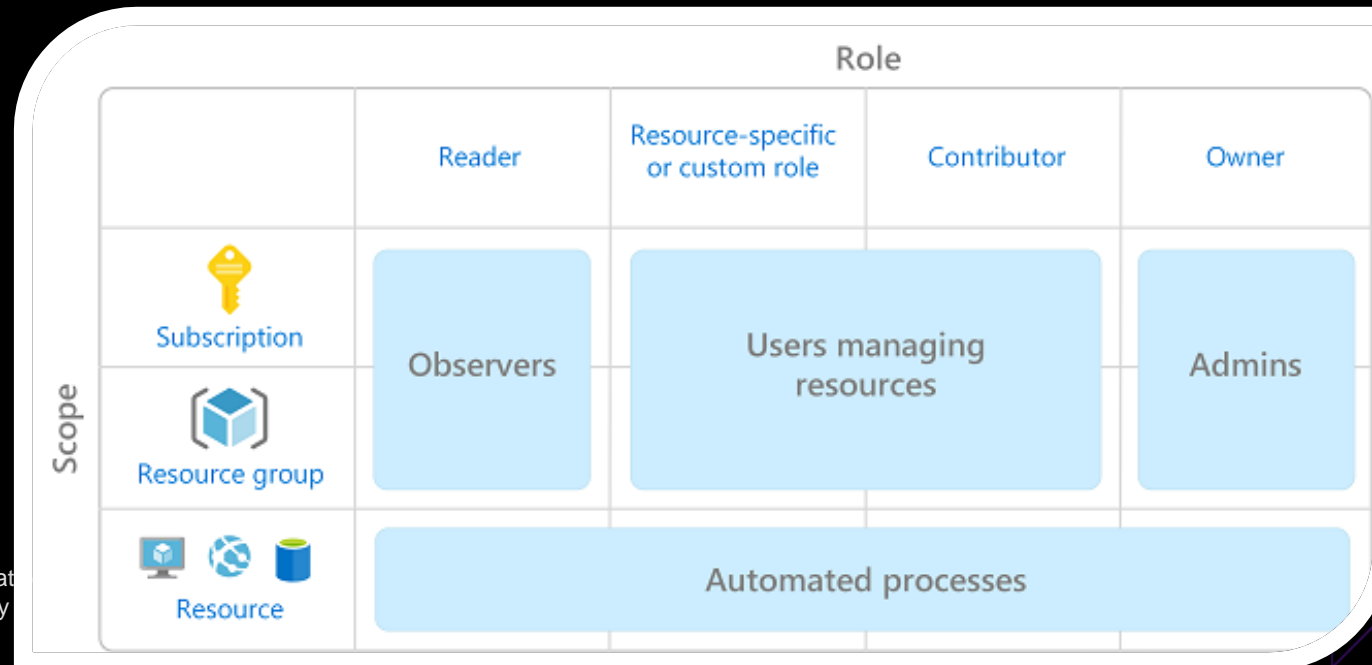 Role
Reader
Resource-specific
or custom role
Contributor
Owner
Scope
Subscription
Observers
Users managing
resources
Admins
Resource group
Automated processes
Resource